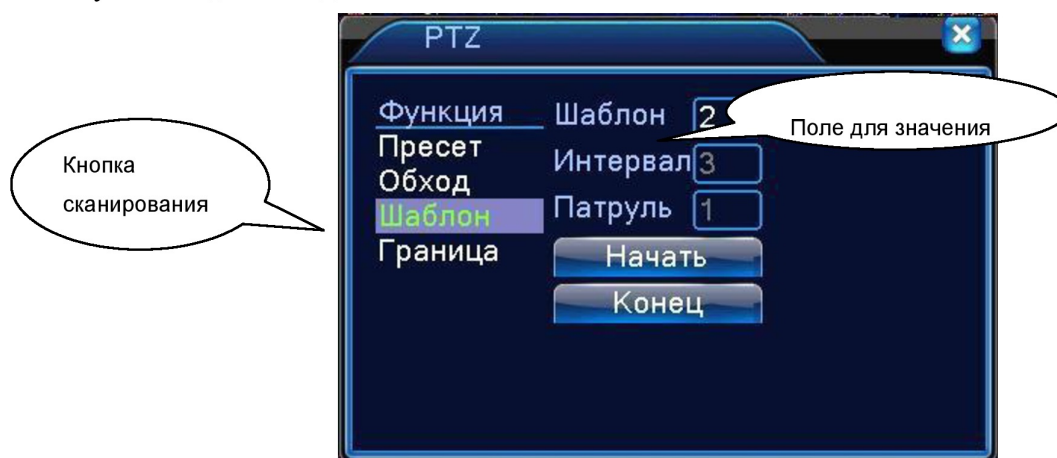 PTZ
Функция
Пресет
Обход
Шаблон
Граница
Шаблон 2
Интервал 3
Патруль 1
Начать
Конец
Кнопка
сканирования
Поле для значения